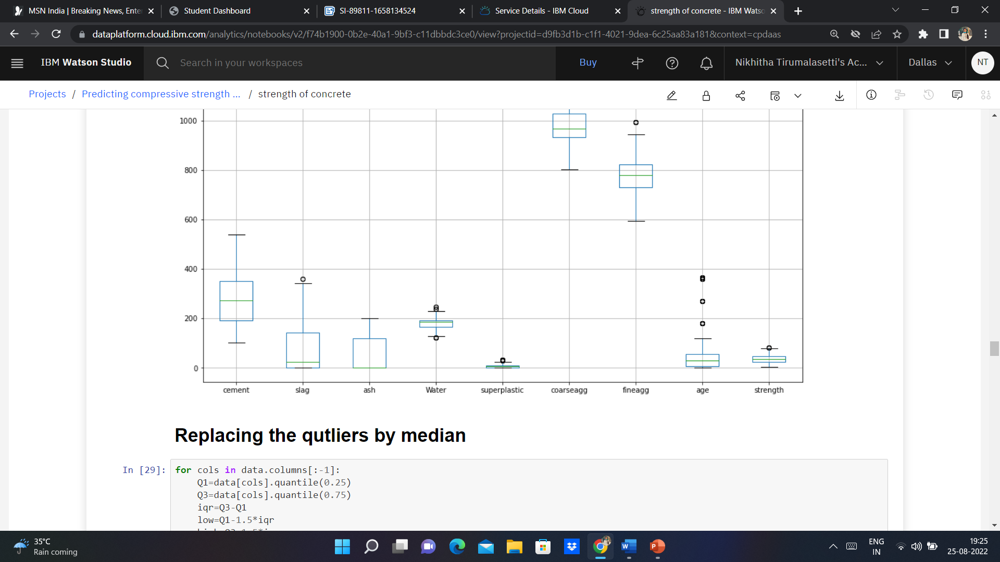 MSN India | Breaking News, Enter
Student Dashboard
SI-89811-1658134524
Service Details - IBM Cloud
strength of concrete - IBM Watso
dataplatform.cloud.ibm.com/analytics/notebooks/v2/f74b1900-0b2e-40a1-9bf3-c11dbbdc3ce0/view?projectid=d9fb3d1b-c1f1-4021-9dea-6c25aa83a181&context=cpdaas
IBM Watson Studio
Search in your workspaces
Buy
Nikhitha Tirumalasetti's Ac...
Dallas
NT
Projects / Predicting compressive strength ... / strength of concrete
1000
800
600
400
200
0
cement slag ash Water superplastic coarseagg fineagg age strength
Replacing the qutliers by median
In [29]:
for cols in data.columns[:-1]:
Q1=data[cols].quantile(0.25)
Q3=data[cols].quantile(0.75)
iqr=Q3-Q1
low=Q1-1.5*iqr
35°C
Rain coming
ENG
IN
19:25
25-08-2022